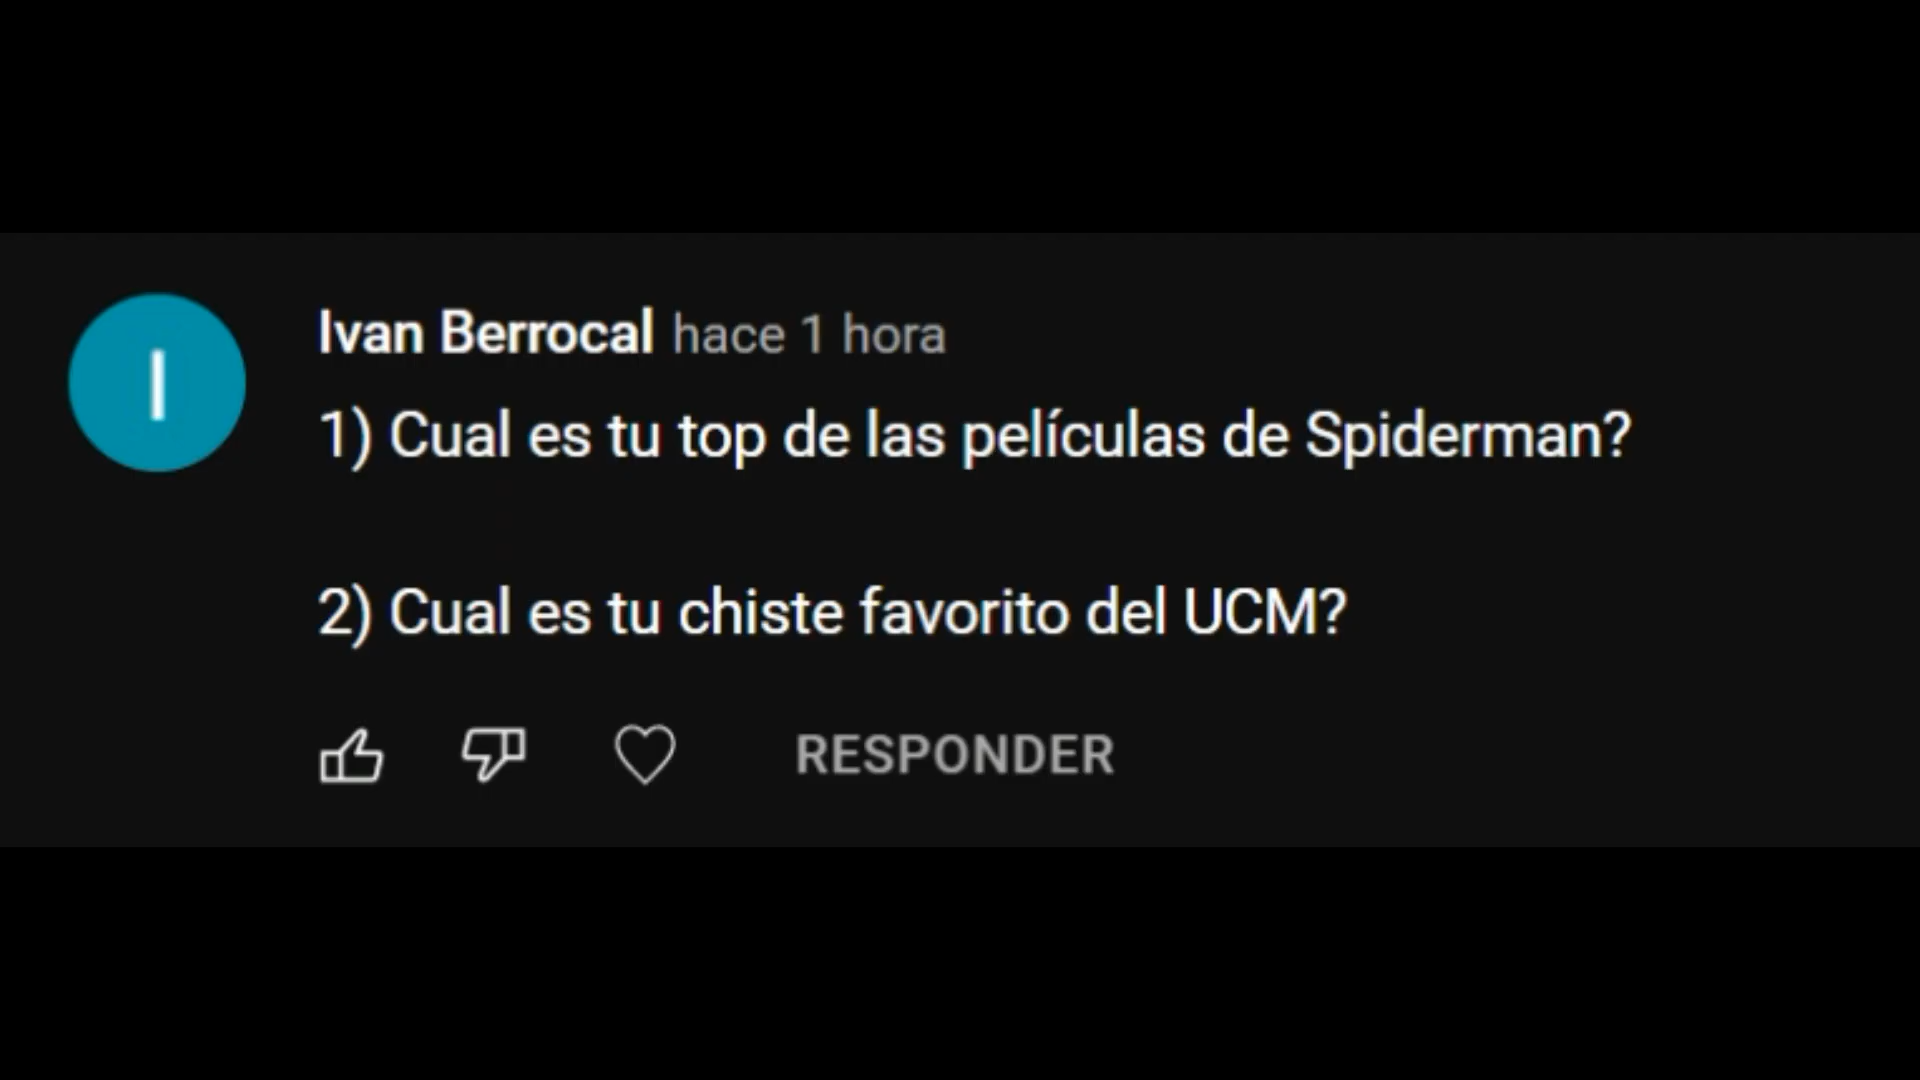 I
Ivan Berrocal hace 1 hora
1) Cual es tu top de las películas de Spiderman?
2) Cual es tu chiste favorito del UCM?
RESPONDER